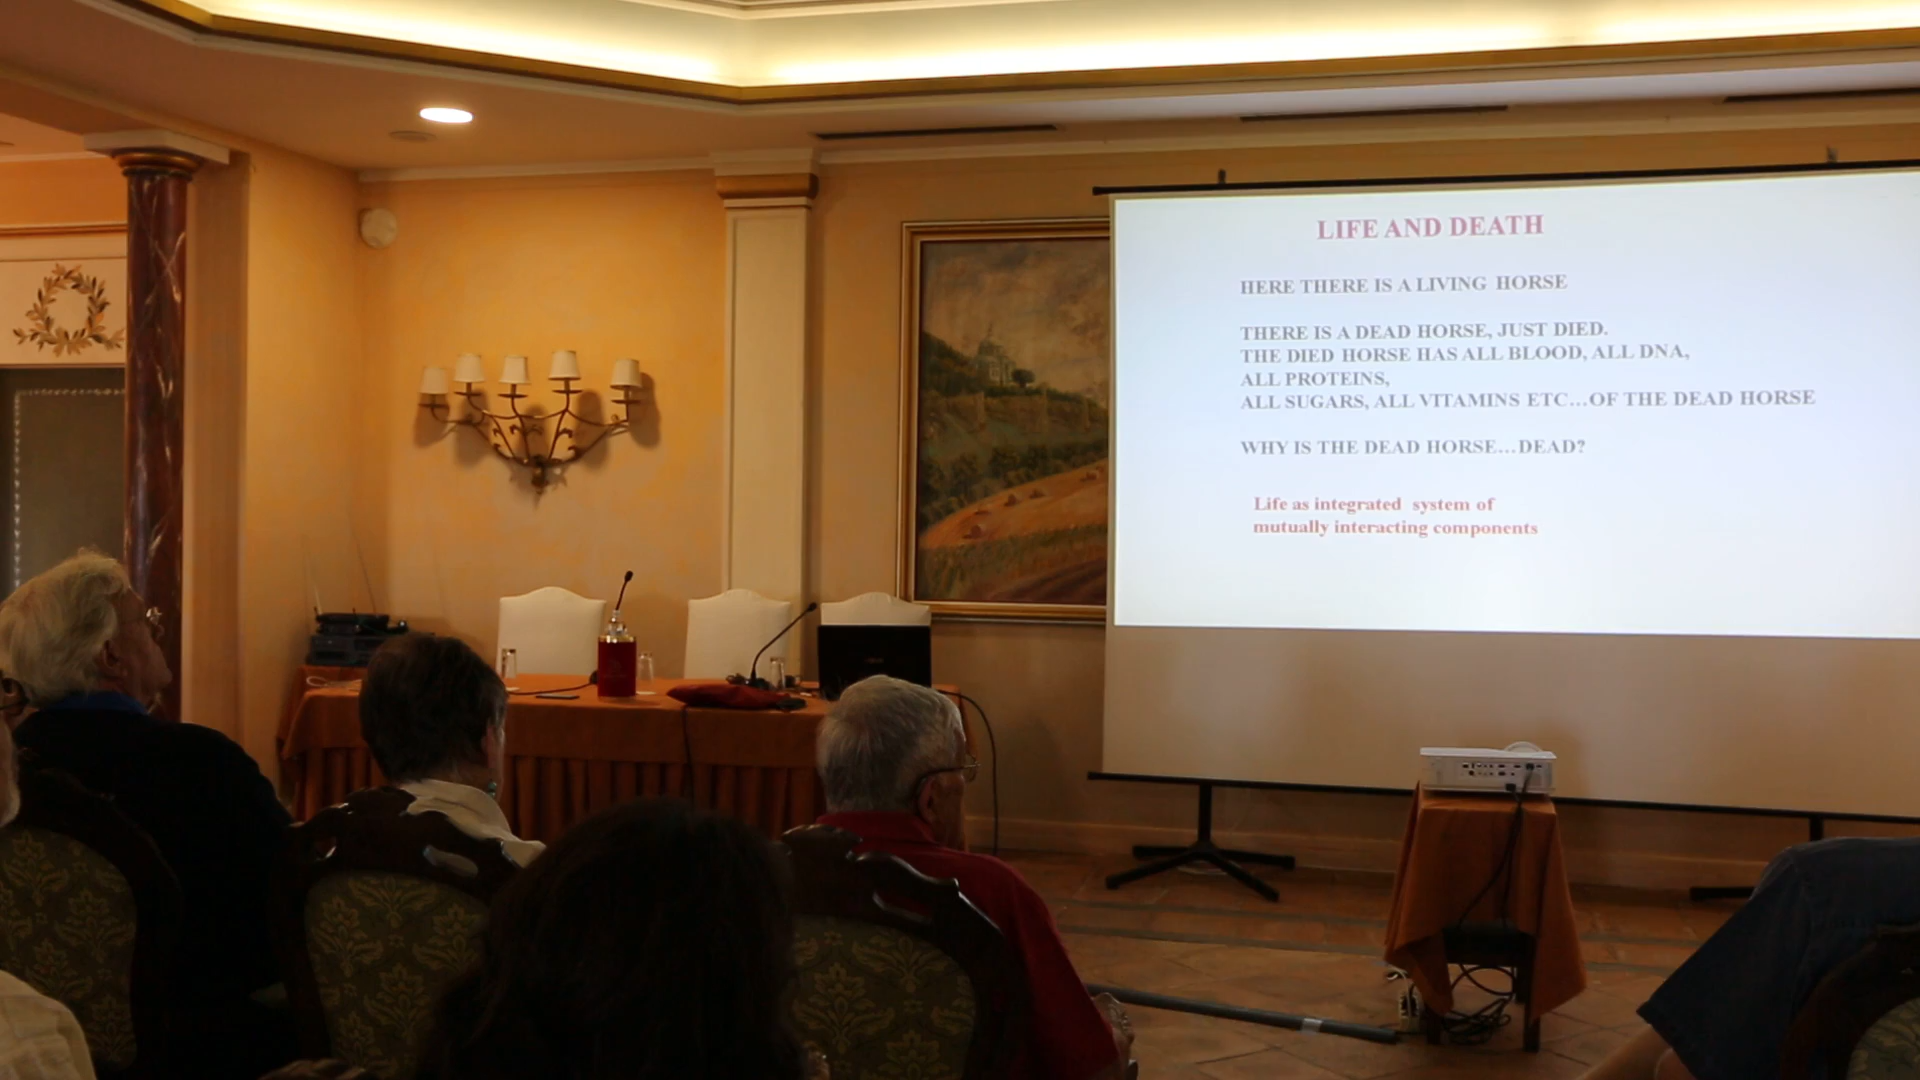 LIFE AND DEATH
HERE THERE IS A LIVING HORSE
THERE IS A DEAD HORSE, JUST DIED.
THE DIED HORSE HAS ALL BLOOD, ALL DNA,
ALL PROTEINS,
ALL SUGARS, ALL VITAMINS ETC...OF THE DEAD HORSE
WHY IS THE DEAD HORSE...DEAD?
Life as integrated system of
mutually interacting components